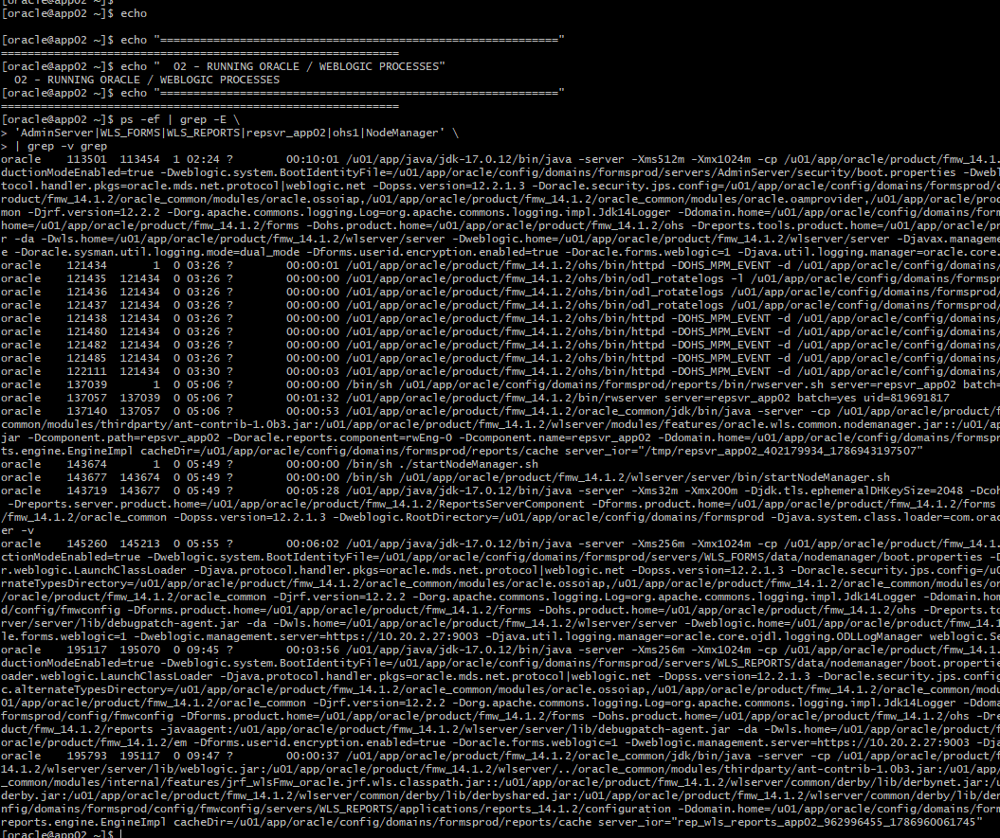 [oracle@app02 ~]$
[oracle@app02 ~]$ echo

[oracle@app02 ~]$ echo "============================================================"
============================================================
[oracle@app02 ~]$ echo "  02 - RUNNING ORACLE / WEBLOGIC PROCESSES"
  02 - RUNNING ORACLE / WEBLOGIC PROCESSES
[oracle@app02 ~]$ echo "============================================================"
============================================================
[oracle@app02 ~]$ ps -ef | grep -E \
> 'AdminServer|WLS_FORMS|WLS_REPORTS|repsvr_app02|ohs1|NodeManager' \
> | grep -v grep
oracle    113501  113454  1 02:24 ?        00:10:01 /u01/app/java/jdk-17.0.12/bin/java -server -Xms512m -Xmx1024m -cp /u01/app/oracle/product/fmw_14.1.
ductionModeEnabled=true -Dweblogic.system.BootIdentityFile=/u01/app/oracle/config/domains/formsprod/servers/AdminServer/security/boot.properties -Dwebl
tocol.handler.pkgs=oracle.mds.net.protocol|weblogic.net -Dopss.version=12.2.1.3 -Doracle.security.jps.config=/u01/app/oracle/config/domains/formsprod/c
product/fmw_14.1.2/oracle_common/modules/oracle.ossoiap,/u01/app/oracle/product/fmw_14.1.2/oracle_common/modules/oracle.oamprovider,/u01/app/oracle/pro
mon -Djrf.version=12.2.2 -Dorg.apache.commons.logging.Log=org.apache.commons.logging.impl.Jdk14Logger -Ddomain.home=/u01/app/oracle/config/domains/form
home=/u01/app/oracle/product/fmw_14.1.2/forms -Dohs.product.home=/u01/app/oracle/product/fmw_14.1.2/ohs -Dreports.tools.product.home=/u01/app/oracle/pr
r -da -Dwls.home=/u01/app/oracle/product/fmw_14.1.2/wlserver/server -Dweblogic.home=/u01/app/oracle/product/fmw_14.1.2/wlserver/server -Djavax.manageme
e -Doracle.sysman.util.logging.mode=dual_mode -Dforms.userid.encryption.enabled=true -Doracle.forms.weblogic=1 -Djava.util.logging.manager=oracle.core.
oracle    121434       1  0 03:26 ?        00:00:01 /u01/app/oracle/product/fmw_14.1.2/ohs/bin/httpd -DOHS_MPM_EVENT -d /u01/app/oracle/config/domains/
oracle    121435  121434  0 03:26 ?        00:00:00 /u01/app/oracle/product/fmw_14.1.2/ohs/bin/odl_rotatelogs -l /u01/app/oracle/config/domains/formspr
oracle    121436  121434  0 03:26 ?        00:00:00 /u01/app/oracle/product/fmw_14.1.2/ohs/bin/odl_rotatelogs /u01/app/oracle/config/domains/formsprod/
oracle    121437  121434  0 03:26 ?        00:00:00 /u01/app/oracle/product/fmw_14.1.2/ohs/bin/odl_rotatelogs /u01/app/oracle/config/domains/formsprod/
oracle    121438  121434  0 03:26 ?        00:00:00 /u01/app/oracle/product/fmw_14.1.2/ohs/bin/httpd -DOHS_MPM_EVENT -d /u01/app/oracle/config/domains/
oracle    121480  121434  0 03:26 ?        00:00:00 /u01/app/oracle/product/fmw_14.1.2/ohs/bin/httpd -DOHS_MPM_EVENT -d /u01/app/oracle/config/domains/
oracle    121482  121434  0 03:26 ?        00:00:00 /u01/app/oracle/product/fmw_14.1.2/ohs/bin/httpd -DOHS_MPM_EVENT -d /u01/app/oracle/config/domains/
oracle    121485  121434  0 03:26 ?        00:00:00 /u01/app/oracle/product/fmw_14.1.2/ohs/bin/httpd -DOHS_MPM_EVENT -d /u01/app/oracle/config/domains/
oracle    122111  121434  0 03:30 ?        00:00:03 /u01/app/oracle/product/fmw_14.1.2/ohs/bin/httpd -DOHS_MPM_EVENT -d /u01/app/oracle/config/domains/
oracle    137039       1  0 05:06 ?        00:00:00 /bin/sh /u01/app/oracle/config/domains/formsprod/reports/bin/rwserver.sh server=repsvr_app02 batch=
oracle    137057  137039  0 05:06 ?        00:01:32 /u01/app/oracle/product/fmw_14.1.2/bin/rwserver server=repsvr_app02 batch=yes uid=819691817
oracle    137140  137057  0 05:06 ?        00:00:53 /u01/app/oracle/product/fmw_14.1.2/oracle_common/jdk/bin/java -server -cp /u01/app/oracle/product/f
common/modules/thirdparty/ant-contrib-1.0b3.jar:/u01/app/oracle/product/fmw_14.1.2/wlserver/modules/features/oracle.wls.common.nodemanager.jar::/u01/ap
jar -Dcomponent.path=repsvr_app02 -Doracle.reports.component=rwEng-0 -Dcomponent.name=repsvr_app02 -Ddomain.home=/u01/app/oracle/config/domains/formspr
ts.engine.EngineImpl cacheDir=/u01/app/oracle/config/domains/formsprod/reports/cache server_ior="/tmp/repsvr_app02_402179934_1786943197507"
oracle    143674       1  0 05:49 ?        00:00:00 /bin/sh ./startNodeManager.sh
oracle    143677  143674  0 05:49 ?        00:00:00 /bin/sh /u01/app/oracle/product/fmw_14.1.2/wlserver/server/bin/startNodeManager.sh
oracle    143719  143677  0 05:49 ?        00:05:28 /u01/app/java/jdk-17.0.12/bin/java -server -Xms32m -Xmx200m -Djdk.tls.ephemeralDHKeySize=2048 -Dcoh
 -Dreports.server.product.home=/u01/app/oracle/product/fmw_14.1.2/ReportsServerComponent -Dforms.product.home=/u01/app/oracle/product/fmw_14.1.2/forms
/fmw_14.1.2/oracle_common -Dopss.version=12.2.1.3 -Dweblogic.RootDirectory=/u01/app/oracle/config/domains/formsprod -Djava.system.class.loader=com.orac
er -v
oracle    145260  145213  0 05:55 ?        00:06:02 /u01/app/java/jdk-17.0.12/bin/java -server -Xms256m -Xmx1024m -cp /u01/app/oracle/product/fmw_14.1.
ctionModeEnabled=true -Dweblogic.system.BootIdentityFile=/u01/app/oracle/config/domains/formsprod/servers/WLS_FORMS/data/nodemanager/boot.properties -D
r.weblogic.LaunchClassLoader -Djava.protocol.handler.pkgs=oracle.mds.net.protocol|weblogic.net -Dopss.version=12.2.1.3 -Doracle.security.jps.config=/u0
rnateTypesDirectory=/u01/app/oracle/product/fmw_14.1.2/oracle_common/modules/oracle.ossoiap,/u01/app/oracle/product/fmw_14.1.2/oracle_common/modules/or
/oracle/product/fmw_14.1.2/oracle_common -Djrf.version=12.2.2 -Dorg.apache.commons.logging.Log=org.apache.commons.logging.impl.Jdk14Logger -Ddomain.hom
d/config/fmwconfig -Dforms.product.home=/u01/app/oracle/product/fmw_14.1.2/forms -Dohs.product.home=/u01/app/oracle/product/fmw_14.1.2/ohs -Dreports.to
rver/server/lib/debugpatch-agent.jar -da -Dwls.home=/u01/app/oracle/product/fmw_14.1.2/wlserver/server -Dweblogic.home=/u01/app/oracle/product/fmw_14.1
le.forms.weblogic=1 -Dweblogic.management.server=https://10.20.2.27:9003 -Djava.util.logging.manager=oracle.core.ojdl.logging.ODLLogManager weblogic.Se
oracle    195117  195070  0 09:45 ?        00:03:56 /u01/app/java/jdk-17.0.12/bin/java -server -Xms256m -Xmx1024m -cp /u01/app/oracle/product/fmw_14.1.
ductionModeEnabled=true -Dweblogic.system.BootIdentityFile=/u01/app/oracle/config/domains/formsprod/servers/WLS_REPORTS/data/nodemanager/boot.propertie
oader.weblogic.LaunchClassLoader -Djava.protocol.handler.pkgs=oracle.mds.net.protocol|weblogic.net -Dopss.version=12.2.1.3 -Doracle.security.jps.config
c.alternateTypesDirectory=/u01/app/oracle/product/fmw_14.1.2/oracle_common/modules/oracle.ossoiap,/u01/app/oracle/product/fmw_14.1.2/oracle_common/modu
01/app/oracle/product/fmw_14.1.2/oracle_common -Djrf.version=12.2.2 -Dorg.apache.commons.logging.Log=org.apache.commons.logging.impl.Jdk14Logger -Ddoma
formsprod/config/fmwconfig -Dforms.product.home=/u01/app/oracle/product/fmw_14.1.2/forms -Dohs.product.home=/u01/app/oracle/product/fmw_14.1.2/ohs -Dre
duct/fmw_14.1.2/reports -javaagent:/u01/app/oracle/product/fmw_14.1.2/wlserver/server/lib/debugpatch-agent.jar -da -Dwls.home=/u01/app/oracle/product/f
oracle/product/fmw_14.1.2/em -Dforms.userid.encryption.enabled=true -Doracle.forms.weblogic=1 -Dweblogic.management.server=https://10.20.2.27:9003 -Dja
oracle    195793  195117  0 09:47 ?        00:00:37 /u01/app/oracle/product/fmw_14.1.2/oracle_common/jdk/bin/java -server -cp /u01/app/oracle/product/f
14.1.2/wlserver/server/lib/weblogic.jar:/u01/app/oracle/product/fmw_14.1.2/wlserver/../oracle_common/modules/thirdparty/ant-contrib-1.0b3.jar:/u01/app/
_common/modules/internal/features/jrf_wlsFmw_oracle.jrf.wls.classpath.jar::/u01/app/oracle/product/fmw_14.1.2/wlserver/common/derby/lib/derbynet.jar:/u
derby.jar:/u01/app/oracle/product/fmw_14.1.2/wlserver/common/derby/lib/derbyshared.jar:/u01/app/oracle/product/fmw_14.1.2/wlserver/common/derby/lib/der
nfig/domains/formsprod/config/fmwconfig/servers/WLS_REPORTS/applications/reports_14.1.2/configuration -Ddomain.home=/u01/app/oracle/config/domains/form
reports.engine.EngineImpl cacheDir=/u01/app/oracle/config/domains/formsprod/reports/cache server_ior="rep_wls_reports_app02_962996455_1786960061745"
[oracle@app02 ~]$